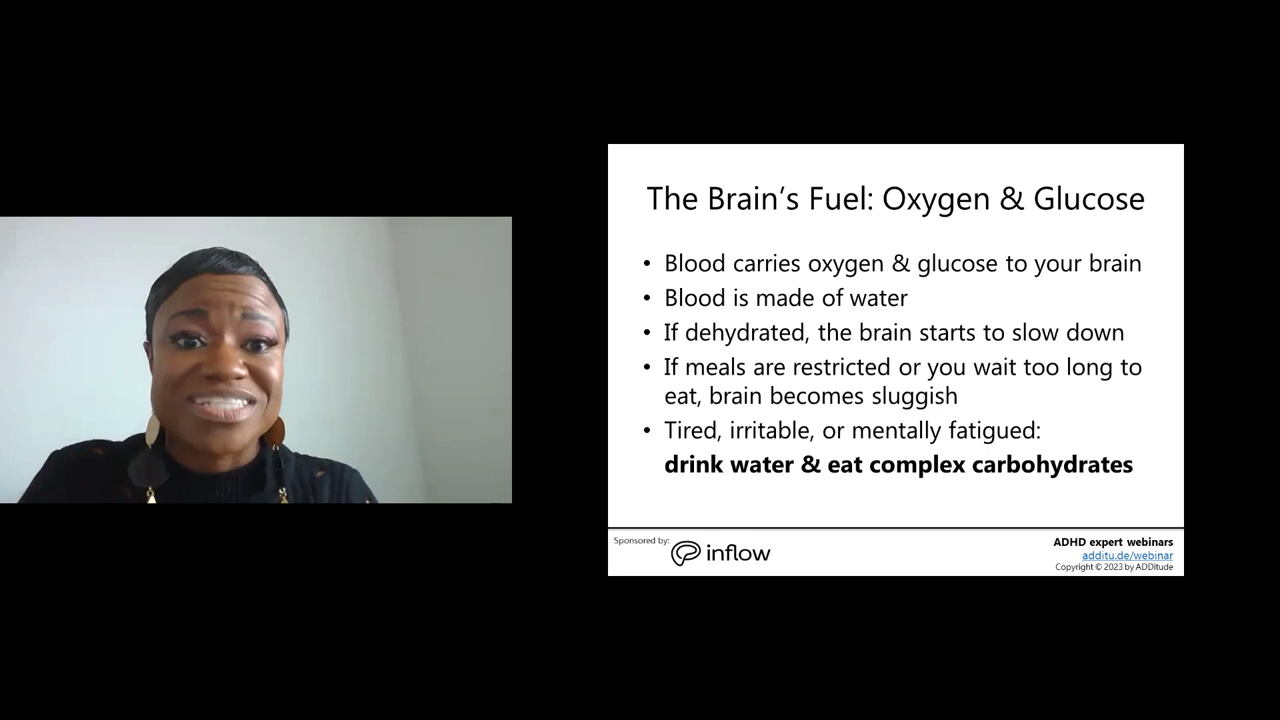 The Brain’s Fuel: Oxygen & Glucose
• Blood carries oxygen & glucose to your brain
• Blood is made of water
• If dehydrated, the brain starts to slow down
• If meals are restricted or you wait too long to
eat, brain becomes sluggish
• Tired, irritable, or mentally fatigued:
drink water & eat complex carbohydrates
Sponsored by:
inflow
ADHD expert webinars
additu.de/webinar
Copyright © 2023 by ADDitude